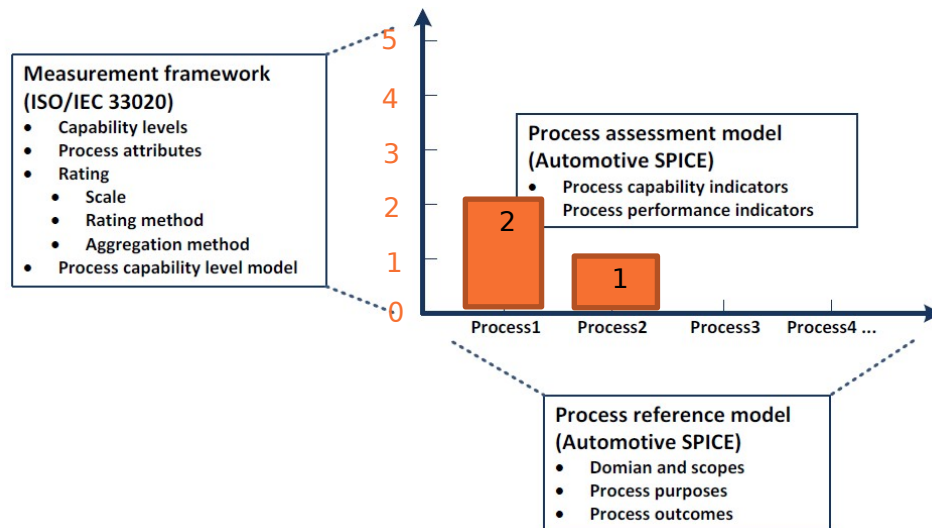 Measurement framework
(ISO/IEC 33020)
• Capability levels
• Process attributes
• Rating
• Scale
• Rating method
• Aggregation method
• Process capability level model
5
4
3
2
1
0
Process assessment model
(Automotive SPICE)
• Process capability indicators
Process performance indicators
2
1
Process1 Process2 Process3 Process4 ...
Process reference model
(Automotive SPICE)
• Domian and scopes
• Process purposes
• Process outcomes